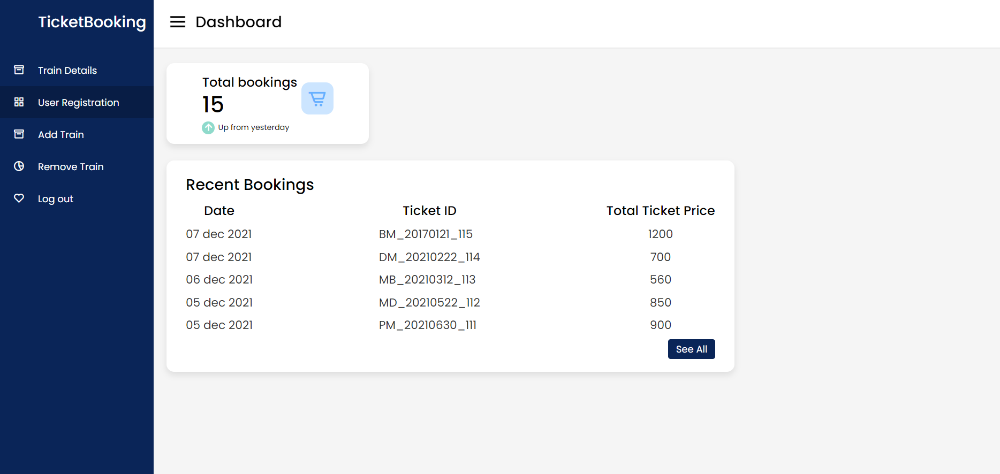 TicketBooking
Dashboard
Train Details
User Registration
Add Train
Remove Train
Log out
Total bookings
15
Up from yesterday
Recent Bookings
Date Ticket ID Total Ticket Price
07 dec 2021 BM_20170121_115 1200
07 dec 2021 DM_20210222_114 700
06 dec 2021 MB_20210312_113 560
05 dec 2021 MD_20210522_112 850
05 dec 2021 PM_20210630_111 900
See All